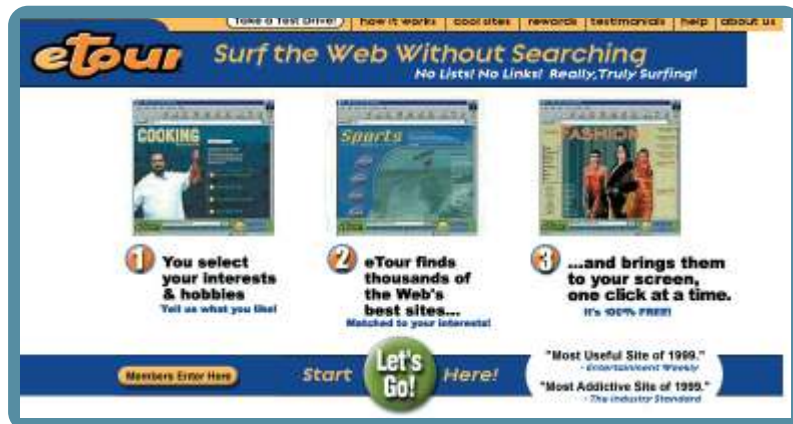 Take a Test Drive! how it works cool sites rewards testimonials help about us
eTour
Surf the Web Without Searching
No Lists! No Links! Really, Truly Surfing!
COOKING
Sports
FASHION
1 You select
your interests
& hobbies
Tell us what you like!
2 eTour finds
thousands of
the Web's
best sites...
Matched to your interests!
3 ...and brings them
to your screen,
one click at a time.
It's 100% FREE!
Members Enter Here
Start
Let's
Go!
Here!
"Most Useful Site of 1999."
- Entertainment Weekly
"Most Addictive Site of 1999."
- The Industry Standard